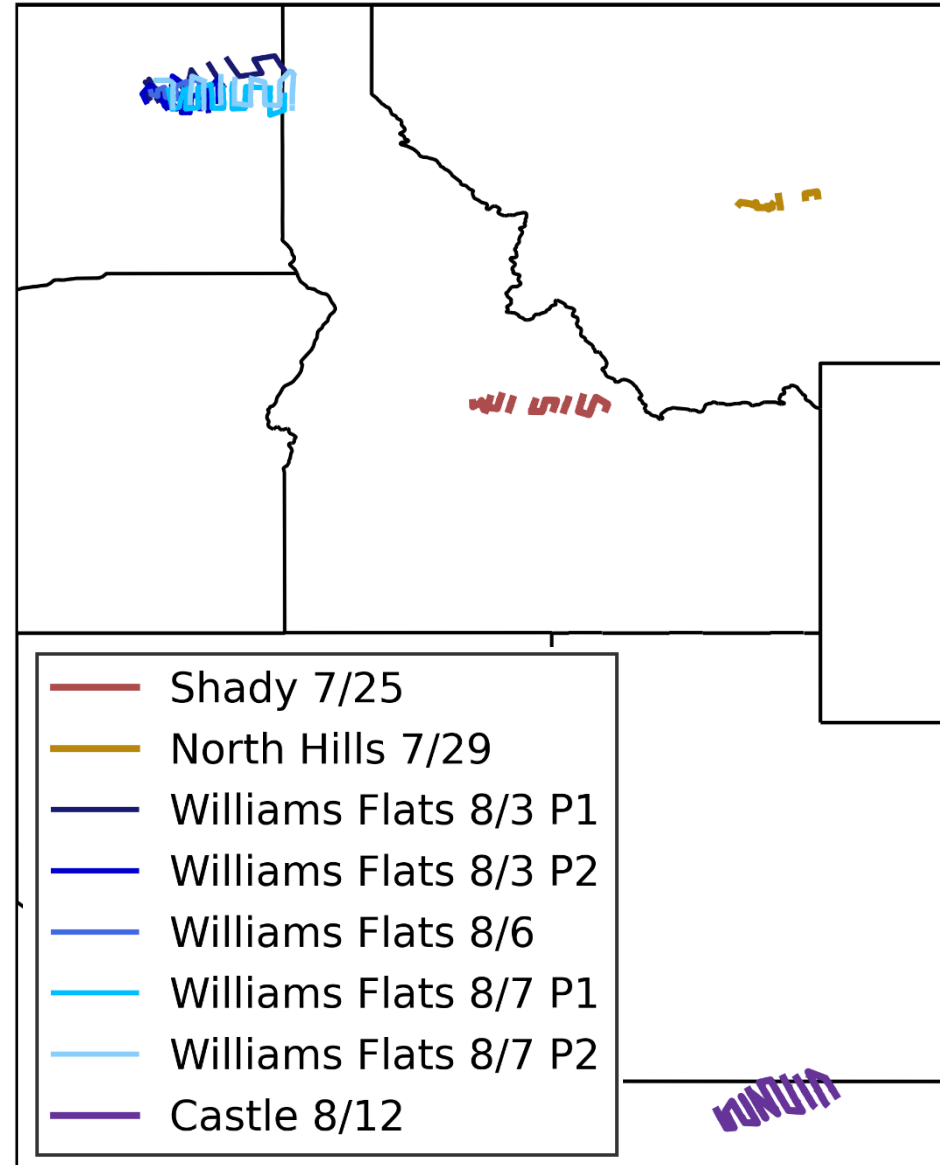 Shady 7/25
North Hills 7/29
Williams Flats 8/3 P1
Williams Flats 8/3 P2
Williams Flats 8/6
Williams Flats 8/7 P1
Williams Flats 8/7 P2
Castle 8/12